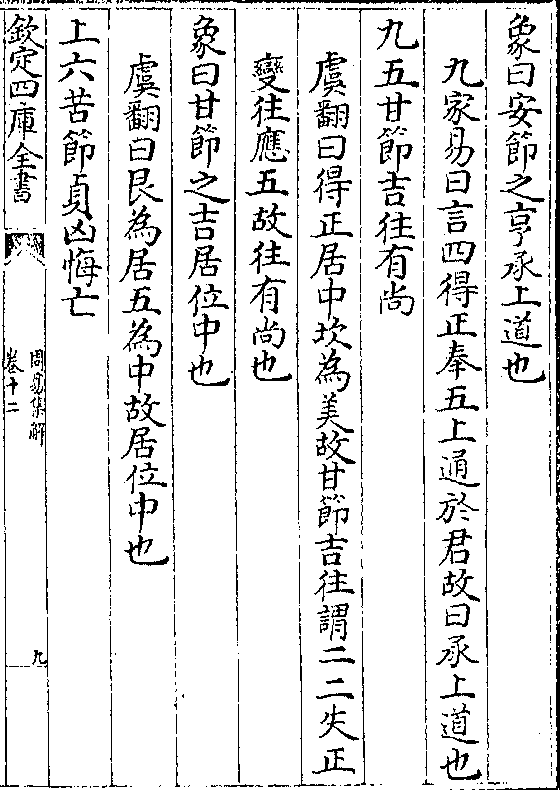 象曰安節之亨承上道也
九家易曰言四得正奉五上通於君故曰承上道也
九五甘節吉往有尚
虞翻曰得正居中坎為美故甘節吉往謂二二失正
變往應五故往有尚也
象曰甘節之吉居位中也
虞翻曰艮為居五為中故居位中也
上六苦節貞凶悔亡
欽定四庫全書
周易集解
卷十二
九